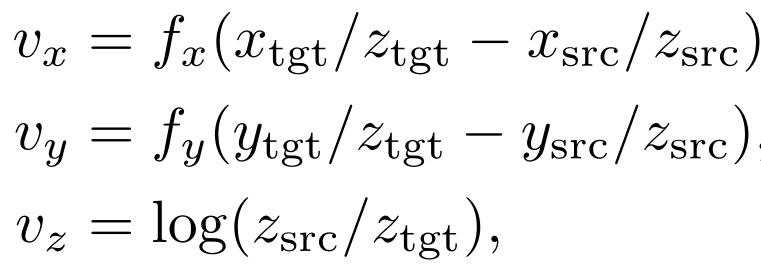 v_x = f_x(x_tgt/z_tgt − x_src/z_src)
v_y = f_y(y_tgt/z_tgt − y_src/z_src),
v_z = log(z_src/z_tgt),